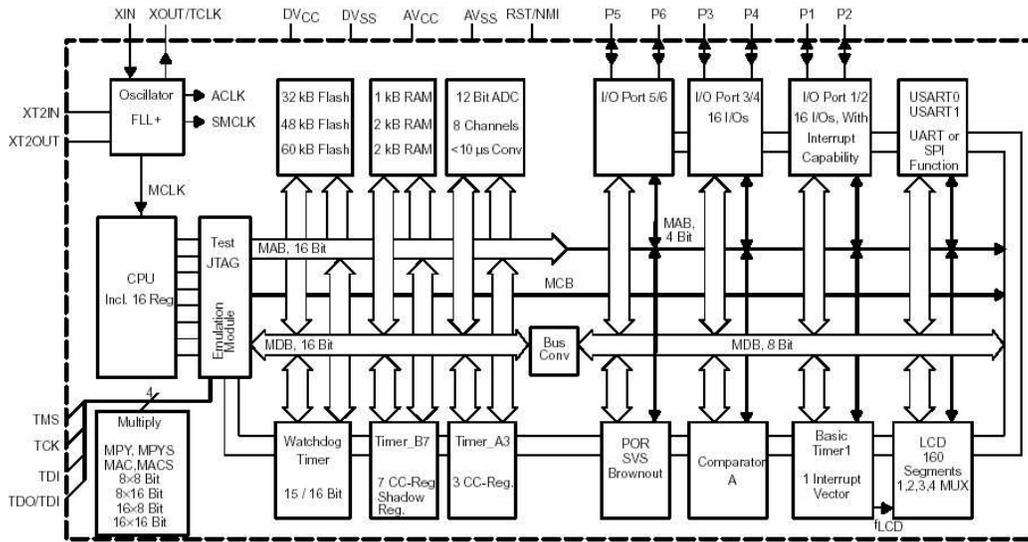 XIN XOUT/TCLK DVCC DVSS AVCC AVSS RST/NMI P5 P6 P3 P4 P1 P2
XT2IN
XT2OUT
Oscillator
FLL+
ACLK
SMCLK
MCLK
32 kB Flash
48 kB Flash
60 kB Flash
1 kB RAM
2 kB RAM
2 kB RAM
12 Bit ADC
8 Channels
<10 µs Conv
I/O Port 5/6
I/O Port 3/4
16 I/Os
I/O Port 1/2
16 I/Os, With
Interrupt
Capability
USART0
USART1
UART or
SPI
Function
CPU
Incl. 16 Reg
Test
JTAG
Emulation
Module
MAB, 16 Bit
MAB,
4 Bit
MCB
MDB, 16 Bit
Bus
Conv
MDB, 8 Bit
4
TMS
TCK
TDI
TDO/TDI
Multiply
MPY, MPYS
MAC,MACS
8×8 Bit
8×16 Bit
16×8 Bit
16×16 Bit
Watchdog
Timer
15 / 16 Bit
Timer_B7
7 CC-Reg
Shadow
Reg.
Timer_A3
3 CC-Reg.
POR
SVS
Brownout
Comparator
A
Basic
Timer1
1 Interrupt
Vector
fLCD
LCD
160
Segments
1,2,3,4 MUX